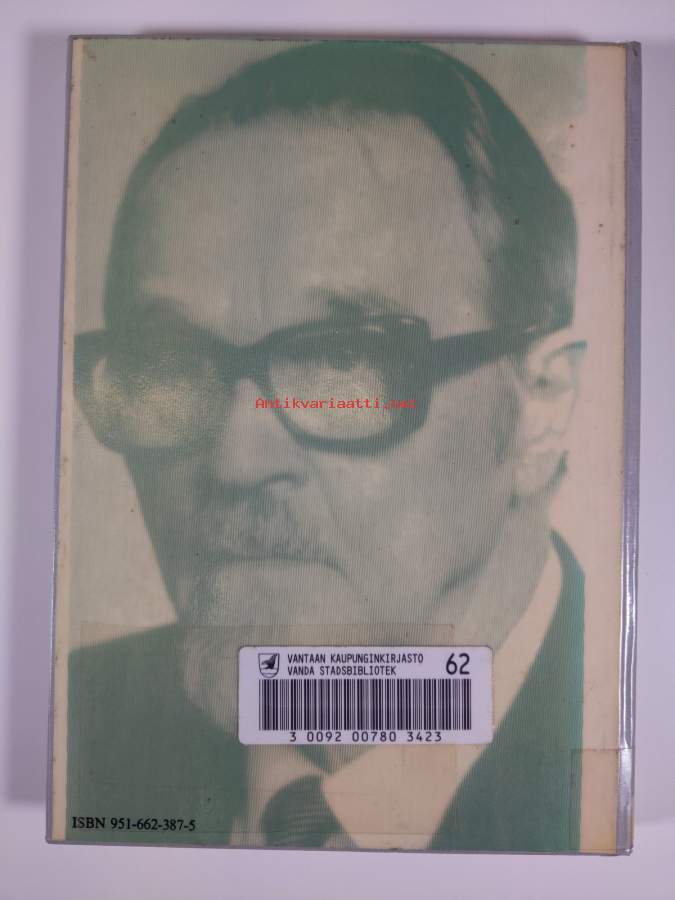 Antikvariaatti.net
VANTAAN KAUPUNGINKIRJASTO
VANDA STADSBIBLIOTEK
62
3 0092 00780 3423
ISBN 951-662-387-5